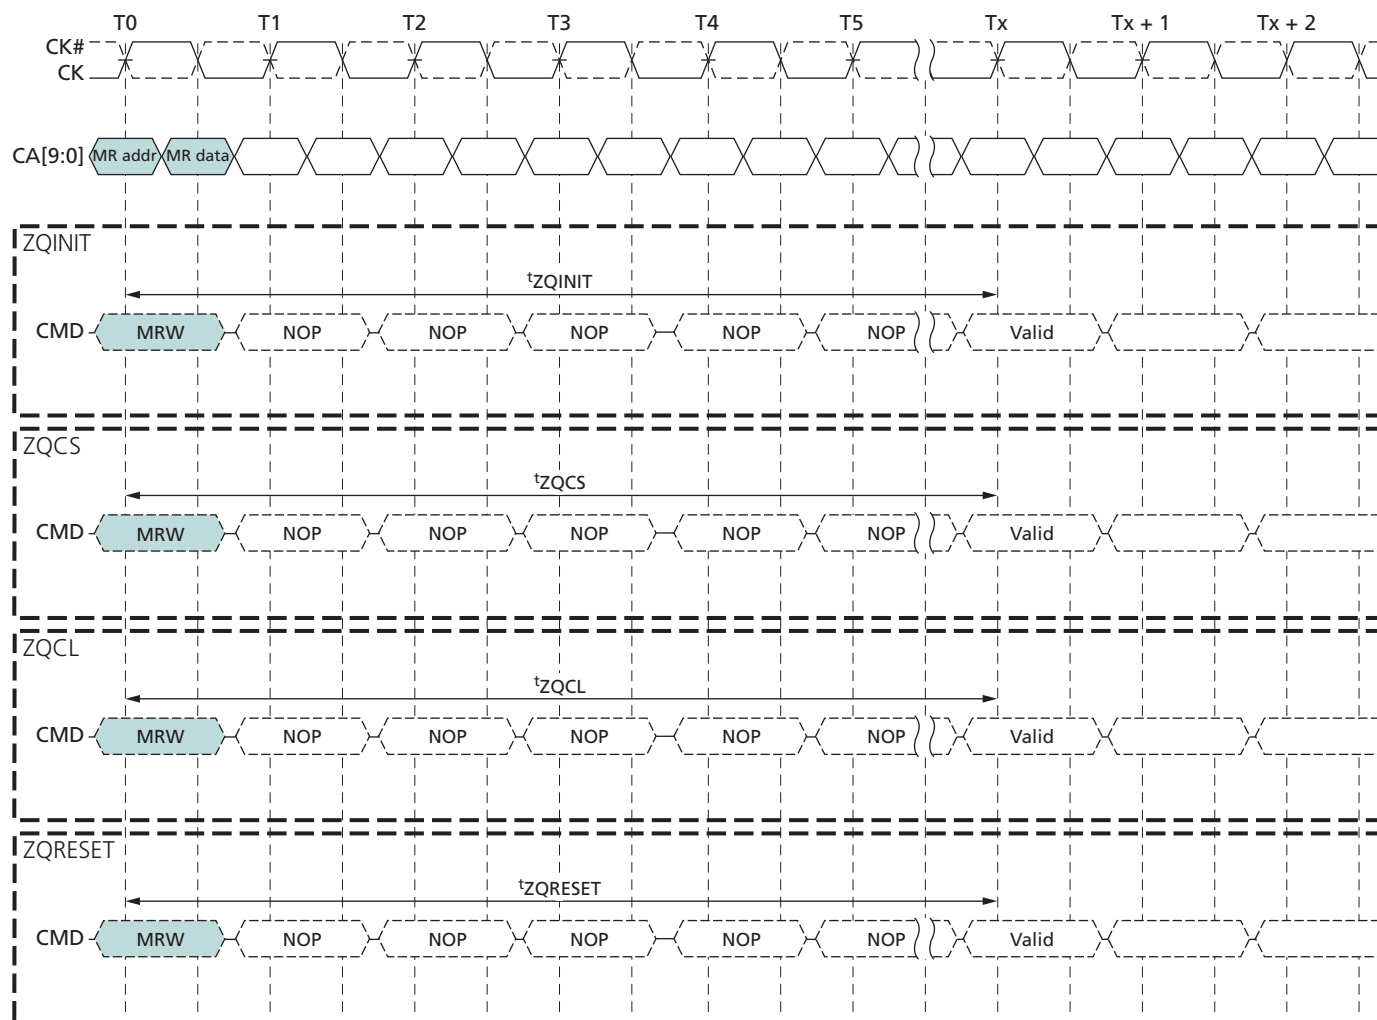 T0 T1 T2 T3 T4 T5 Tx Tx + 1 Tx + 2
CK#
CK
CA[9:0] MR addr MR data
ZQINIT
tZQINIT
CMD MRW NOP NOP NOP NOP NOP Valid
ZQCS
tZQCS
CMD MRW NOP NOP NOP NOP NOP Valid
ZQCL
tZQCL
CMD MRW NOP NOP NOP NOP NOP Valid
ZQRESET
tZQRESET
CMD MRW NOP NOP NOP NOP NOP Valid